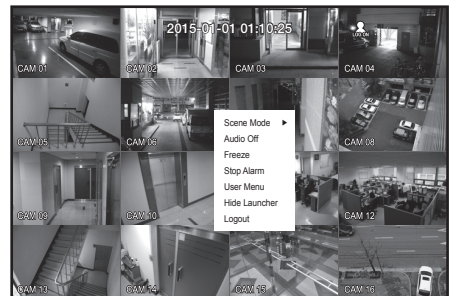 2015-01-01 01:10:25
LOG ON
CAM 01
CAM 02
CAM 03
CAM 04
CAM 05
CAM 06
CAM 08
Scene Mode
Audio Off
Freeze
Stop Alarm
User Menu
Hide Launcher
Logout
CAM 09
CAM 10
CAM 12
CAM 13
CAM 14
CAM 15
CAM 16